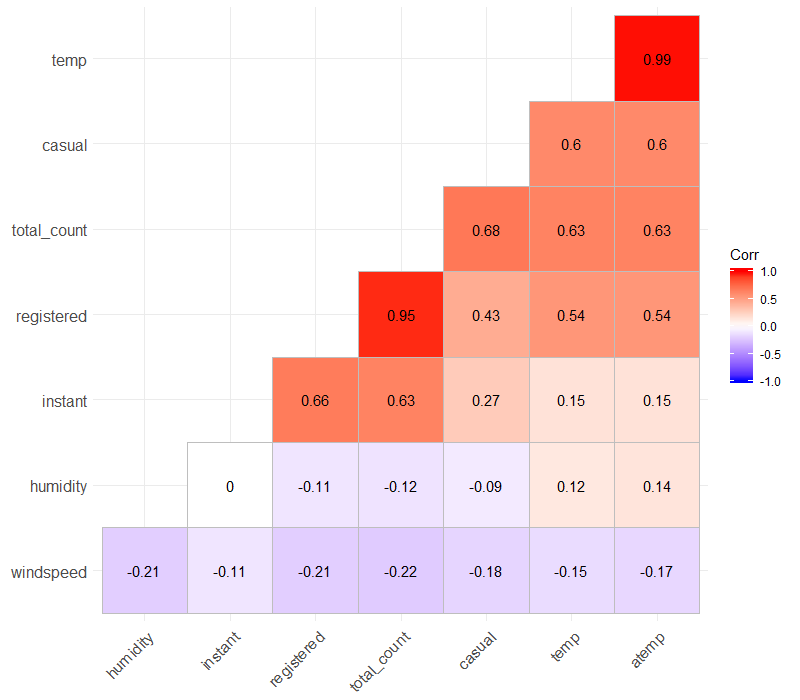 temp 0.99
casual 0.6 0.6
total_count 0.68 0.63 0.63
registered 0.95 0.43 0.54 0.54
instant 0.66 0.63 0.27 0.15 0.15
humidity 0 -0.11 -0.12 -0.09 0.12 0.14
windspeed -0.21 -0.11 -0.21 -0.22 -0.18 -0.15 -0.17
humidity instant registered total_count casual temp atemp
Corr
1.0
0.5
0.0
-0.5
-1.0